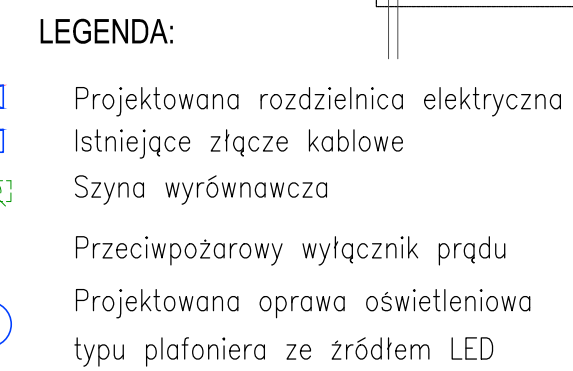 LEGENDA:
Projektowana rozdzielnica elektryczna
Istniejące złącze kablowe
Szyna wyrównawcza
Przeciwpożarowy wyłącznik prądu
Projektowana oprawa oświetleniowa
typu plafoniera ze źródłem LED